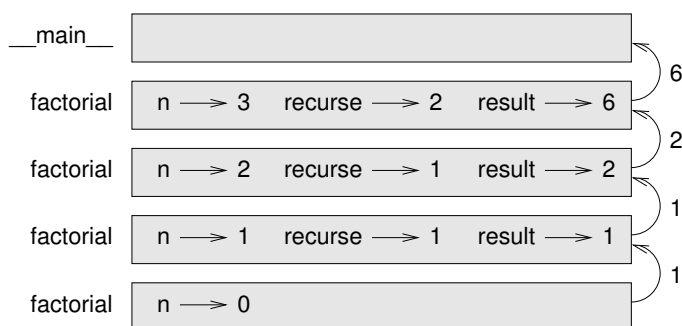 __main__
6
factorial n 3 recurse 2 result 6
2
factorial n 2 recurse 1 result 2
1
factorial n 1 recurse 1 result 1
1
factorial n 0